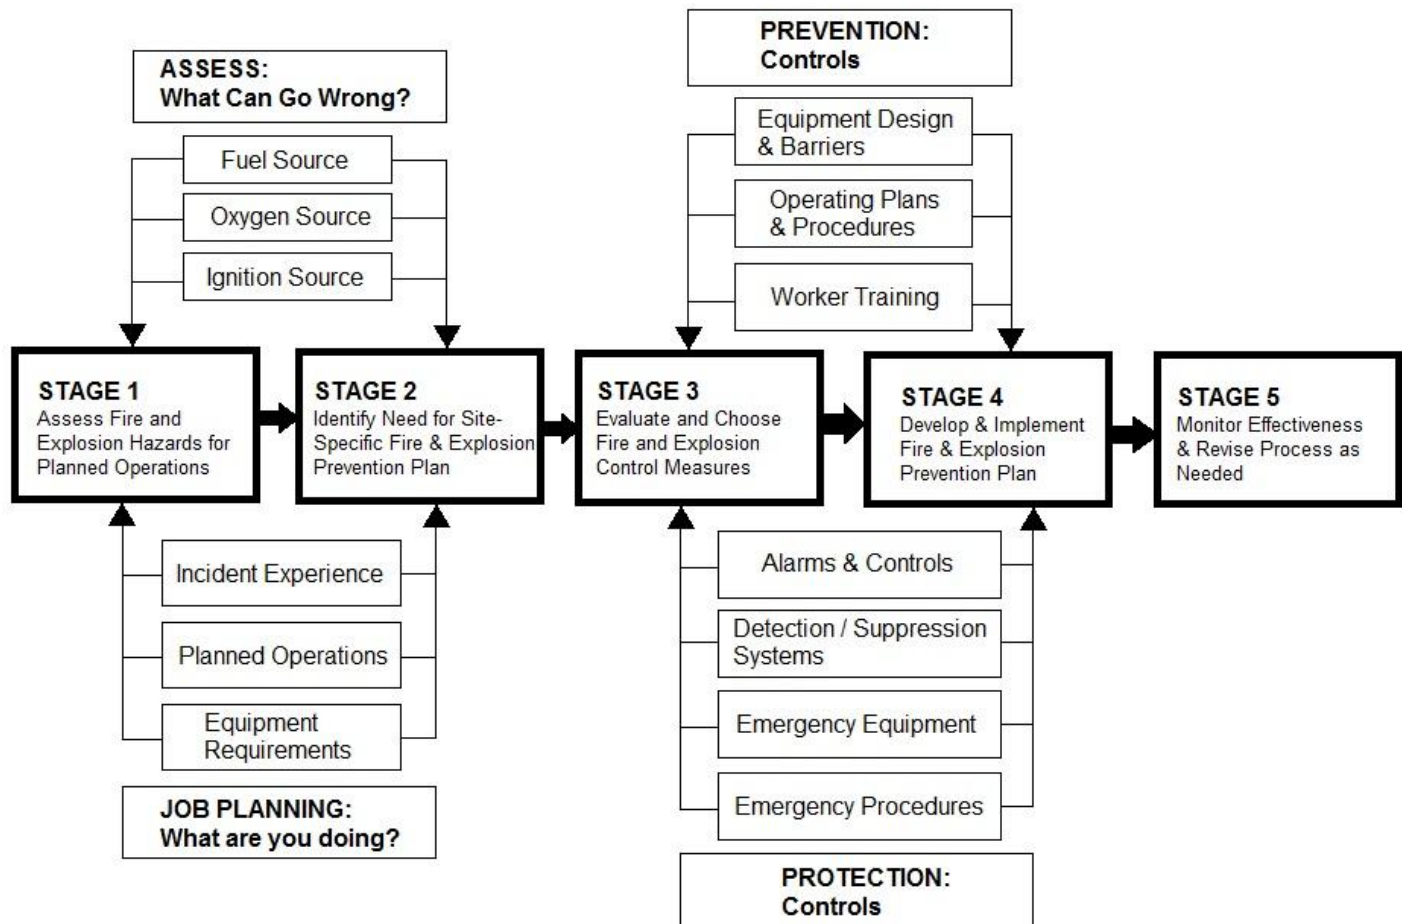 PREVENTION:
Controls
ASSESS:
What Can Go Wrong?
Fuel Source
Oxygen Source
Ignition Source
Equipment Design
& Barriers
Operating Plans
& Procedures
Worker Training
STAGE 1
Assess Fire and
Explosion Hazards for
Planned Operations
STAGE 2
Identify Need for Site-
Specific Fire & Explosion
Prevention Plan
STAGE 3
Evaluate and Choose
Fire and Explosion
Control Measures
STAGE 4
Develop & Implement
Fire & Explosion
Prevention Plan
STAGE 5
Monitor Effectiveness
& Revise Process as
Needed
Incident Experience
Planned Operations
Equipment
Requirements
JOB PLANNING:
What are you doing?
Alarms & Controls
Detection / Suppression
Systems
Emergency Equipment
Emergency Procedures
PROTECTION:
Controls